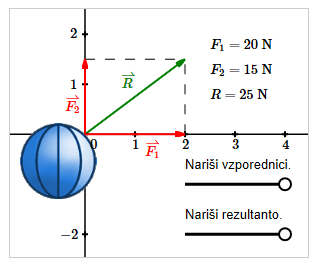 2
F₁ = 20 N
F₂ = 15 N
R = 25 N
R
1
F₂
0
1
2
3
4
F₁
Nariši vzporednici.
Nariši rezultanto.
−2